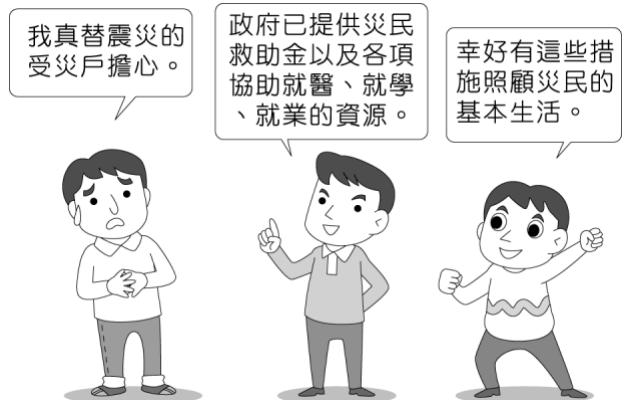 我真替震災的
受災戶擔心。
政府已提供災民
救助金以及各項
協助就醫、就學
、就業的資源。
幸好有這些措
施照顧災民的
基本生活。